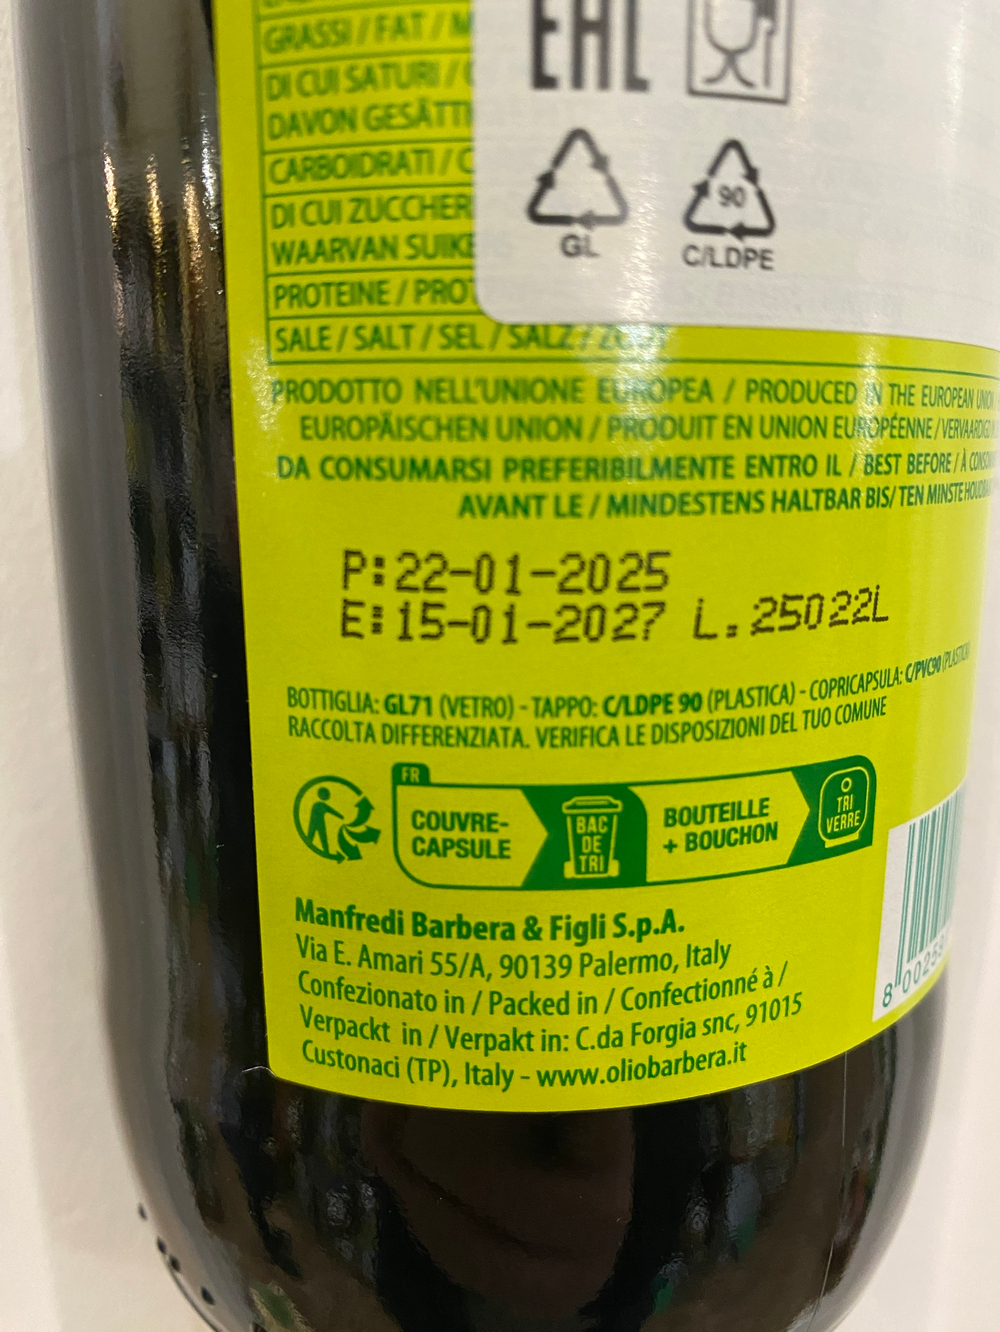 GRASSI / FAT /
EAC
DI CUI SATURI /
DAVON GESÄTTI
GL
90
C/LDPE
CARBOIDRATI /
DI CUI ZUCCHER
WAARVAN SUIKE
PROTEINE / PROT
SALE / SALT / SEL / SALZ / ZOUT
PRODOTTO NELL'UNIONE EUROPEA / PRODUCED IN THE EUROPEAN UNION
EUROPÄISCHEN UNION / PRODUIT EN UNION EUROPÉENNE / VERVAARDIGD
DA CONSUMARSI PREFERIBILMENTE ENTRO IL / BEST BEFORE / À
AVANT LE / MINDESTENS HALTBAR BIS/ TEN MINSTE
P:22-01-2025
E:15-01-2027 L.25022L
BOTTIGLIA: GL71 (VETRO) - TAPPO: C/LDPE 90 (PLASTICA) - COPRICAPSULA: C/PVC90 (PLASTICA)
RACCOLTA DIFFERENZIATA. VERIFICA LE DISPOSIZIONI DEL TUO COMUNE
FR
COUVRE-
CAPSULE
BAC
DE
TRI
BOUTEILLE
+ BOUCHON
TRI
VERRE
Manfredi Barbera & Figli S.p.A.
Via E. Amari 55/A, 90139 Palermo, Italy
Confezionato in / Packed in / Confectionné à /
Verpackt in / Verpakt in: C.da Forgia snc, 91015
Custonaci (TP), Italy - www.oliobarbera.it
8 00259